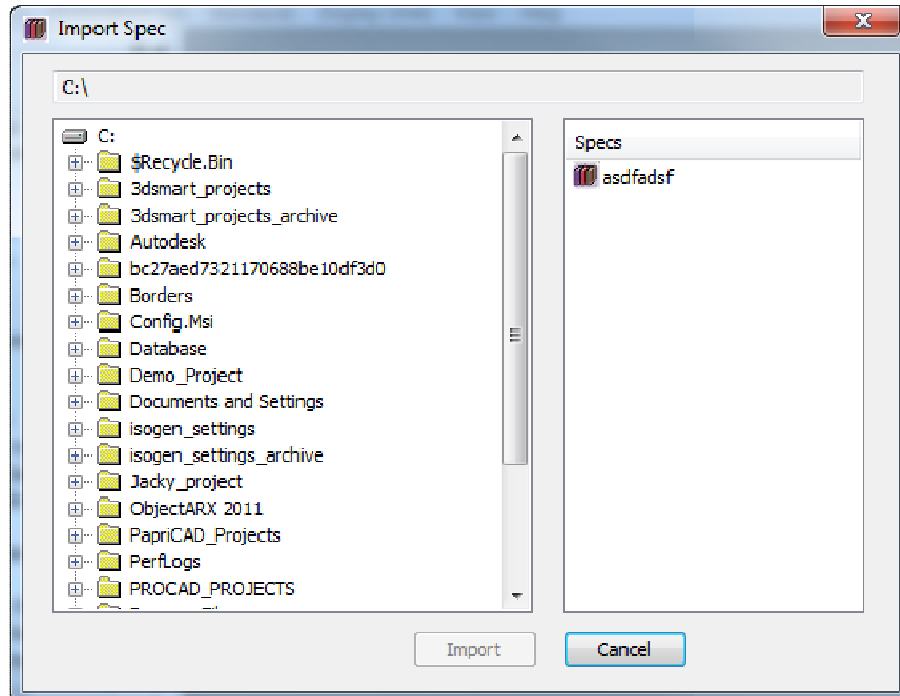 Import Spec
C:\
C:
$Recycle.Bin
3dsmart_projects
3dsmart_projects_archive
Autodesk
bc27aed7321170688be10df3d0
Borders
Config.Msi
Database
Demo_Project
Documents and Settings
isogen_settings
isogen_settings_archive
Jacky_project
ObjectARX 2011
PapriCAD_Projects
PerfLogs
PROCAD_PROJECTS
Specs
asdfadsf
Import
Cancel